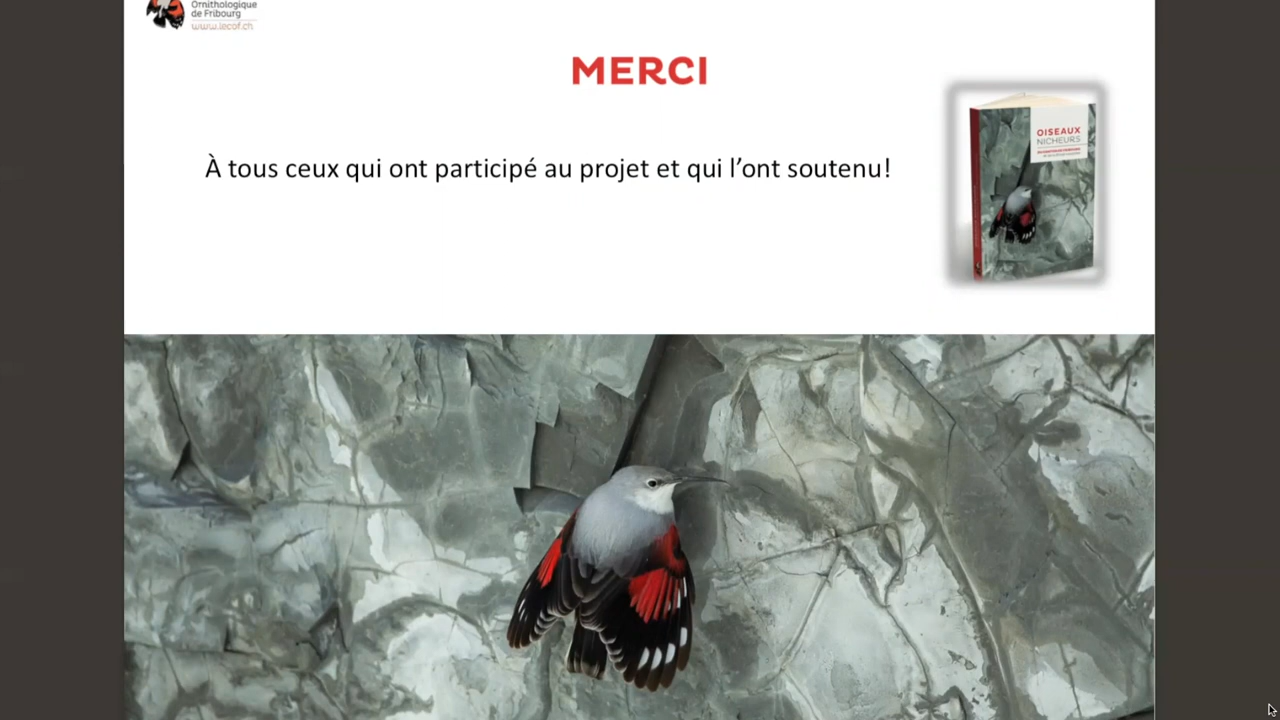 Ornithologique
de Fribourg
www.lecof.ch
MERCI
À tous ceux qui ont participé au projet et qui l’ont soutenu!
OISEAUX
NICHEURS